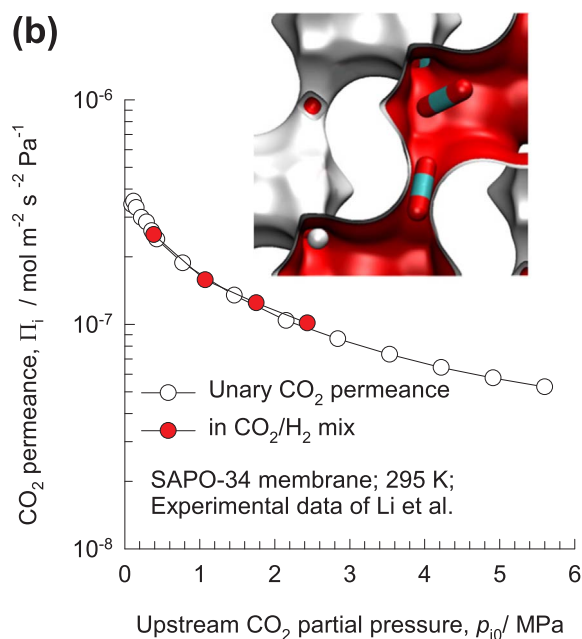 (b)
10⁻⁶
10⁻⁷
10⁻⁸
CO₂ permeance, Πᵢ / mol m⁻² s⁻² Pa⁻¹
Unary CO₂ permeance
in CO₂/H₂ mix
SAPO-34 membrane; 295 K;
Experimental data of Li et al.
0 1 2 3 4 5 6
Upstream CO₂ partial pressure, pᵢ₀/ MPa